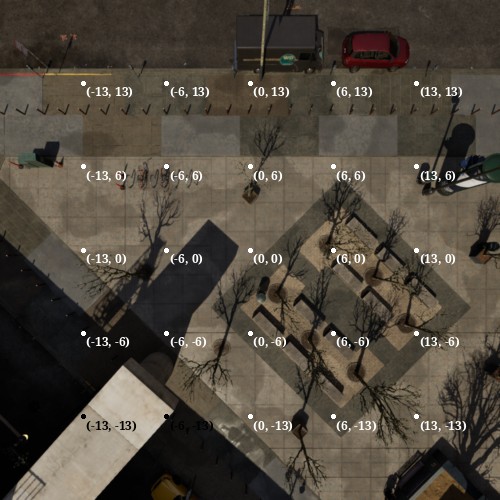 (-13, 13) (-6, 13) (0, 13) (6, 13) (13, 13)
(-13, 6) (-6, 6) (0, 6) (6, 6) (13, 6)
(-13, 0) (-6, 0) (0, 0) (6, 0) (13, 0)
(-13, -6) (-6, -6) (0, -6) (6, -6) (13, -6)
(-13, -13) (-6, -13) (0, -13) (6, -13) (13, -13)